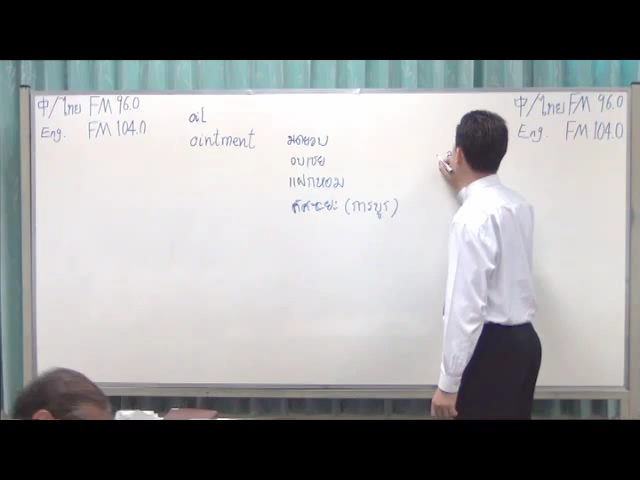 中/ไทย FM 96.0
Eng. FM 104.0
oil
ointment
มดยอบ
อบเชย
แฝกหอม
(การบูร)
中/ไทย FM 96.0
Eng. FM 104.0